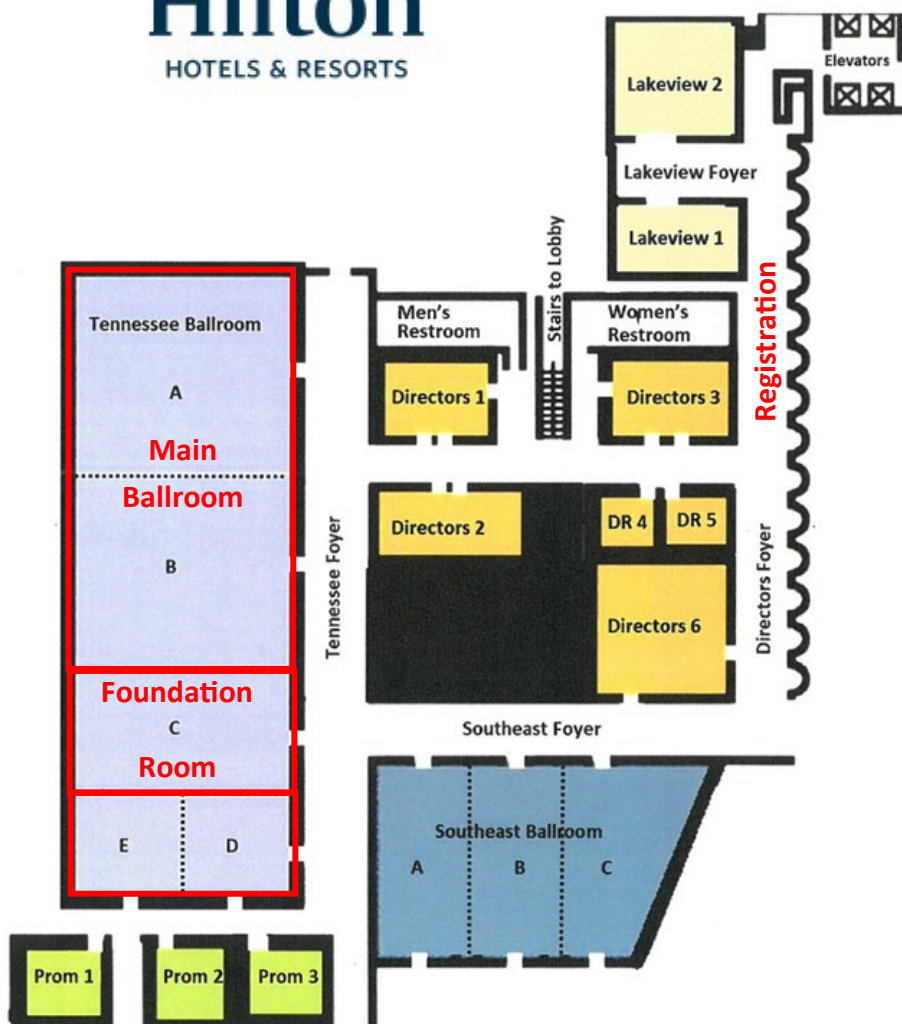 Hilton
HOTELS & RESORTS
Elevators
Lakeview 2
Lakeview Foyer
Lakeview 1
Registration
Stairs to Lobby
Men's
Restroom
Women's
Restroom
Tennessee Ballroom
A
Main
Ballroom
B
Foundation
C
Room
E
D
Tennessee Foyer
Directors 1
Directors 3
Directors 2
DR 4
DR 5
Directors 6
Directors Foyer
Southeast Foyer
Southeast Ballroom
A
B
C
Prom 1
Prom 2
Prom 3